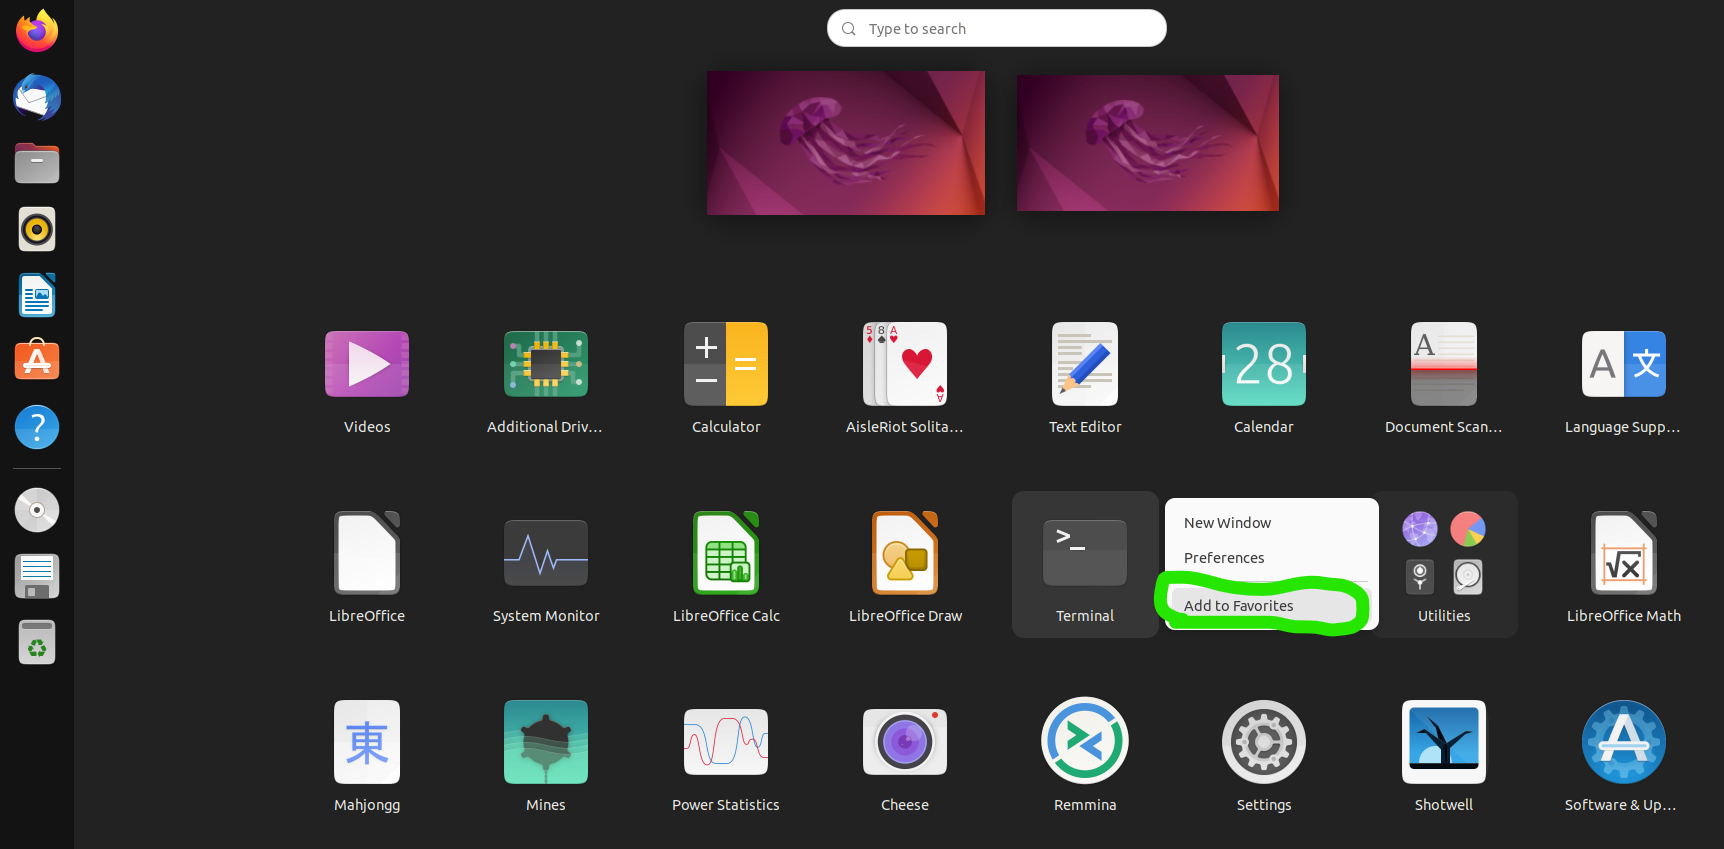 Type to search
28
A
A 文
5 8 A
A
Videos
Additional Driv...
Calculator
AisleRiot Solita...
Text Editor
Calendar
Document Scan...
Language Supp...
>_
√x
New Window
Preferences
Add to Favorites
LibreOffice
System Monitor
LibreOffice Calc
LibreOffice Draw
Terminal
Utilities
LibreOffice Math
東
Mahjongg
Mines
Power Statistics
Cheese
Remmina
Settings
Shotwell
Software & Up...
?